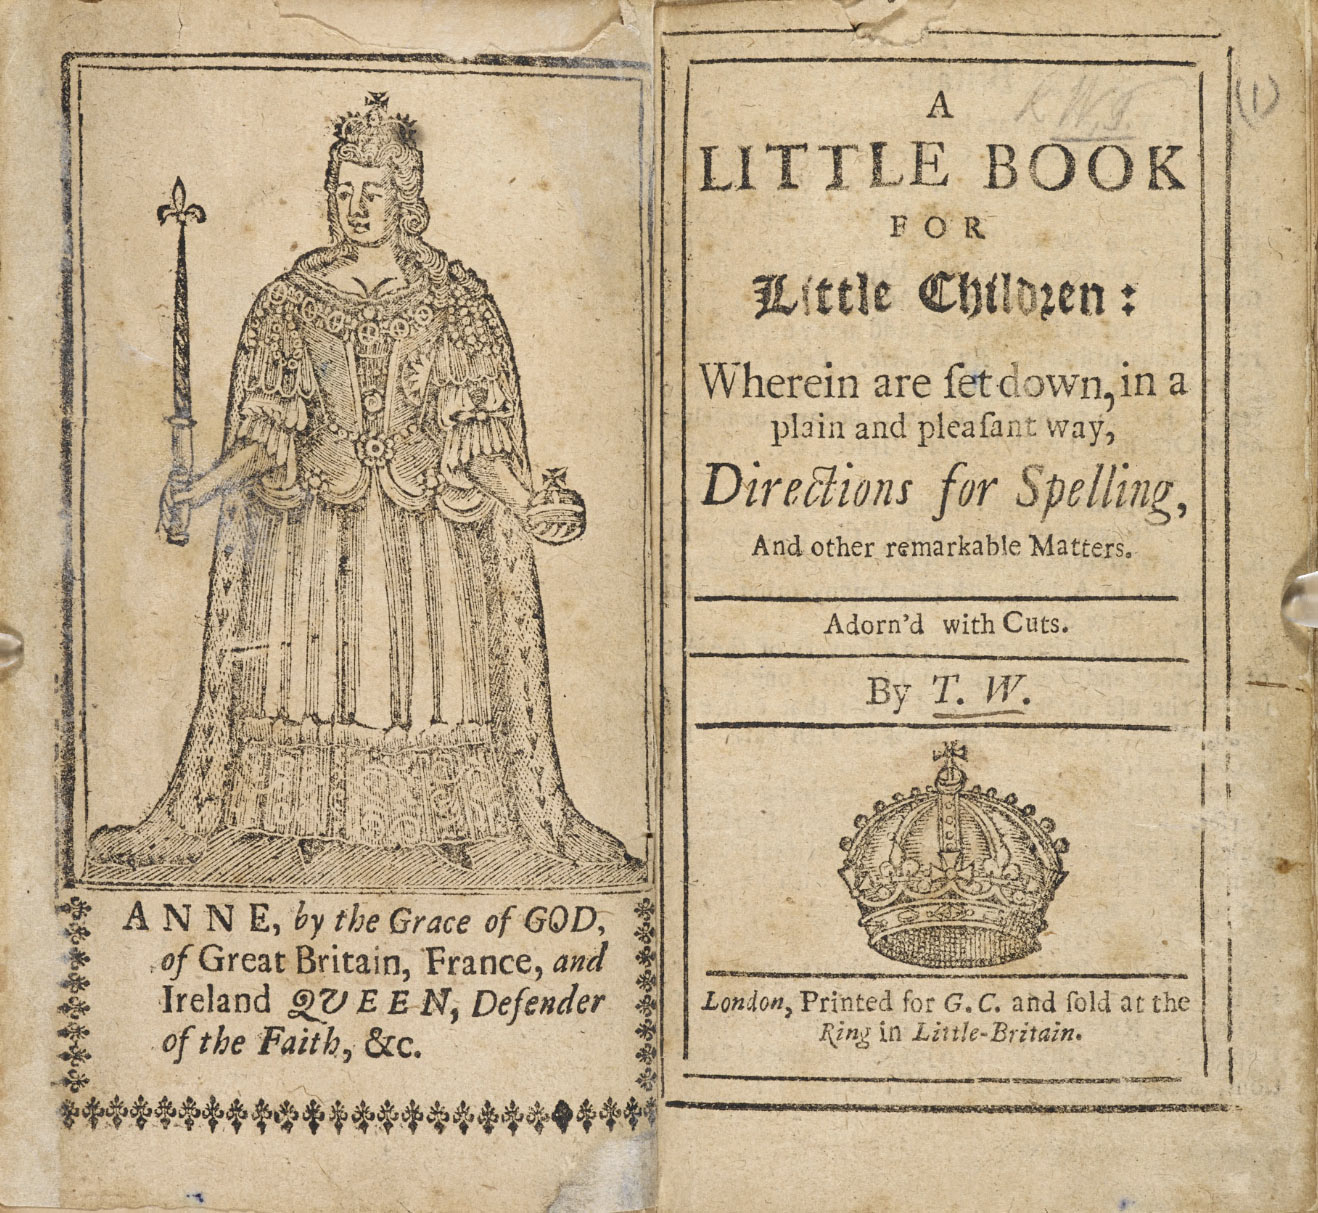 ANNE, by the Grace of GOD,
of Great Britain, France, and
Ireland QVEEN, Defender
of the Faith, &c.
(1)
W.J.
A
LITTLE BOOK
FOR
Little Children:
Wherein are ſet down, in a
plain and pleaſant way,
Directions for Spelling,
And other remarkable Matters.
Adorn'd with Cuts.
By T. W.
London, Printed for G. C. and ſold at the
Ring in Little-Britain.